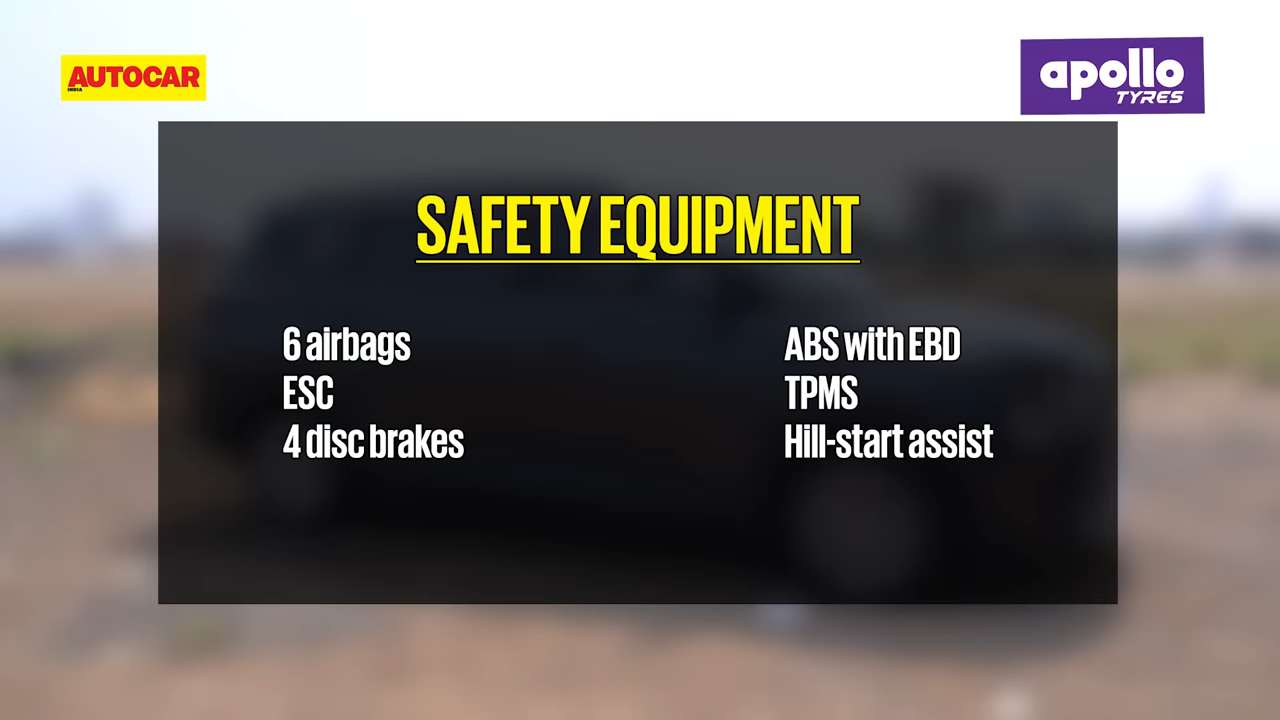 AUTOCAR
INDIA
apollo
TYRES
SAFETY EQUIPMENT
6 airbags
ESC
4 disc brakes
ABS with EBD
TPMS
Hill-start assist